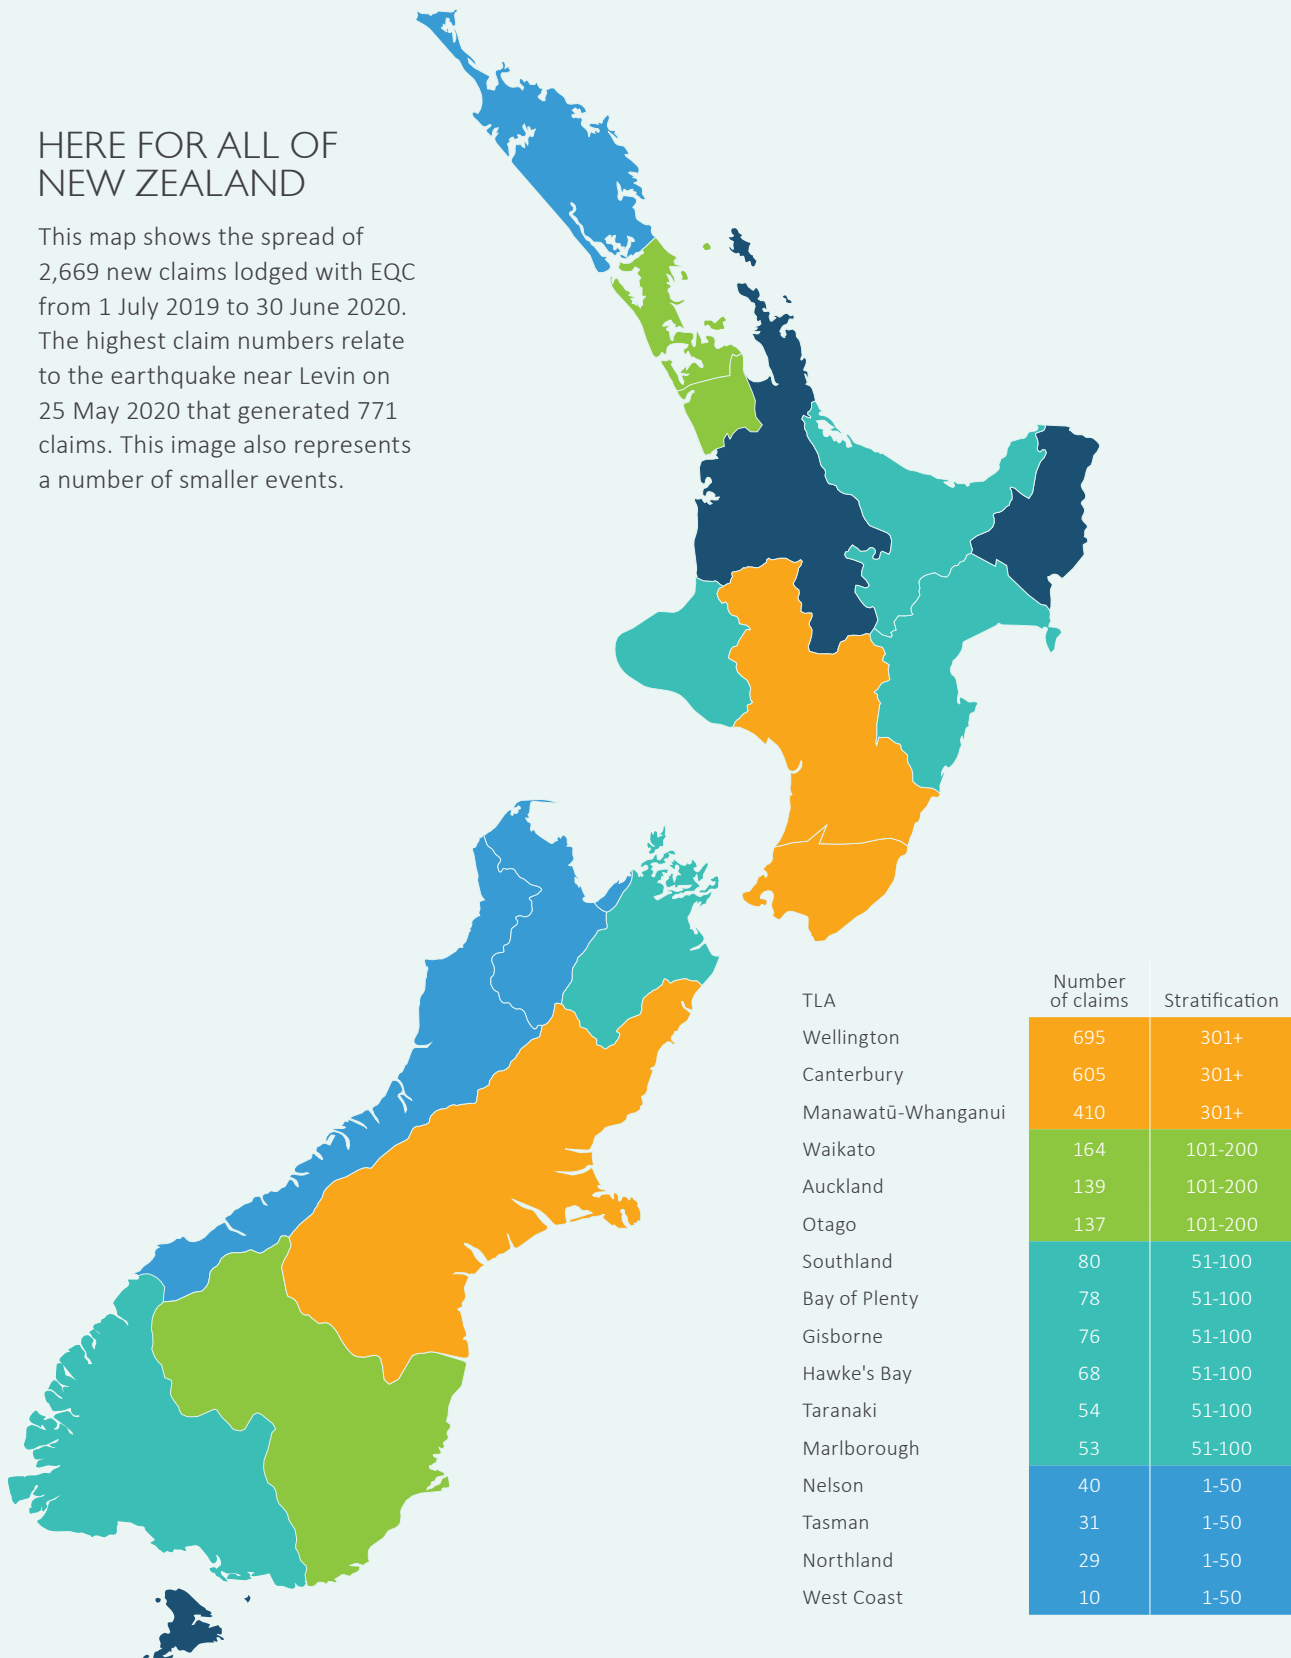 HERE FOR ALL OF
NEW ZEALAND
This map shows the spread of
2,669 new claims lodged with EQC
from 1 July 2019 to 30 June 2020.
The highest claim numbers relate
to the earthquake near Levin on
25 May 2020 that generated 771
claims. This image also represents
a number of smaller events.
TLA Number of claims Stratification
Wellington 695 301+
Canterbury 605 301+
Manawatū-Whanganui 410 301+
Waikato 164 101-200
Auckland 139 101-200
Otago 137 101-200
Southland 80 51-100
Bay of Plenty 78 51-100
Gisborne 76 51-100
Hawke's Bay 68 51-100
Taranaki 54 51-100
Marlborough 53 51-100
Nelson 40 1-50
Tasman 31 1-50
Northland 29 1-50
West Coast 10 1-50